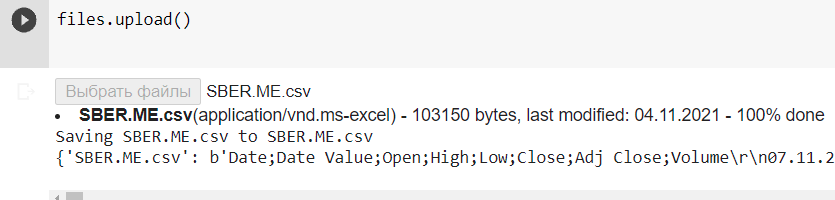 files.upload()
Выбрать файлы SBER.ME.csv
SBER.ME.csv(application/vnd.ms-excel) - 103150 bytes, last modified: 04.11.2021 - 100% done
Saving SBER.ME.csv to SBER.ME.csv
{'SBER.ME.csv': b'Date;Date Value;Open;High;Low;Close;Adj Close;Volume\r\n07.11.2